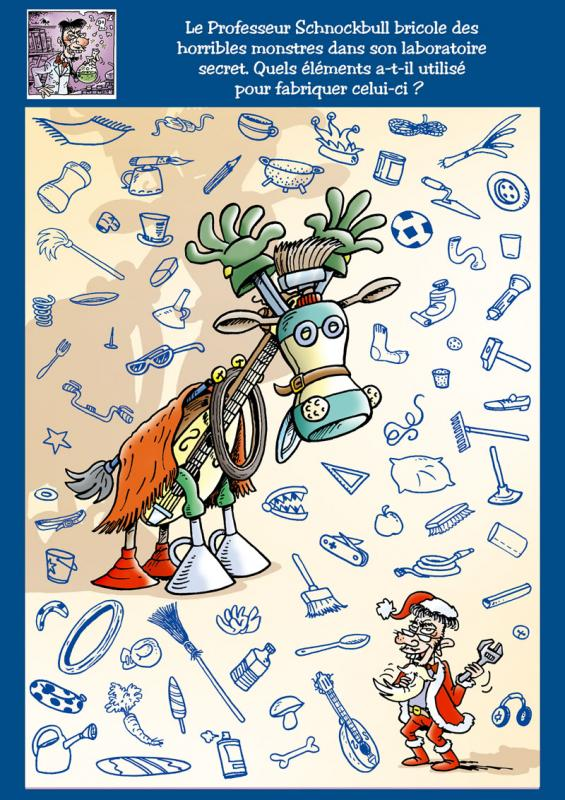 Le Professeur Schnockbull bricole des
horribles monstres dans son laboratoire
secret. Quels éléments a-t-il utilisé
pour fabriquer celui-ci ?